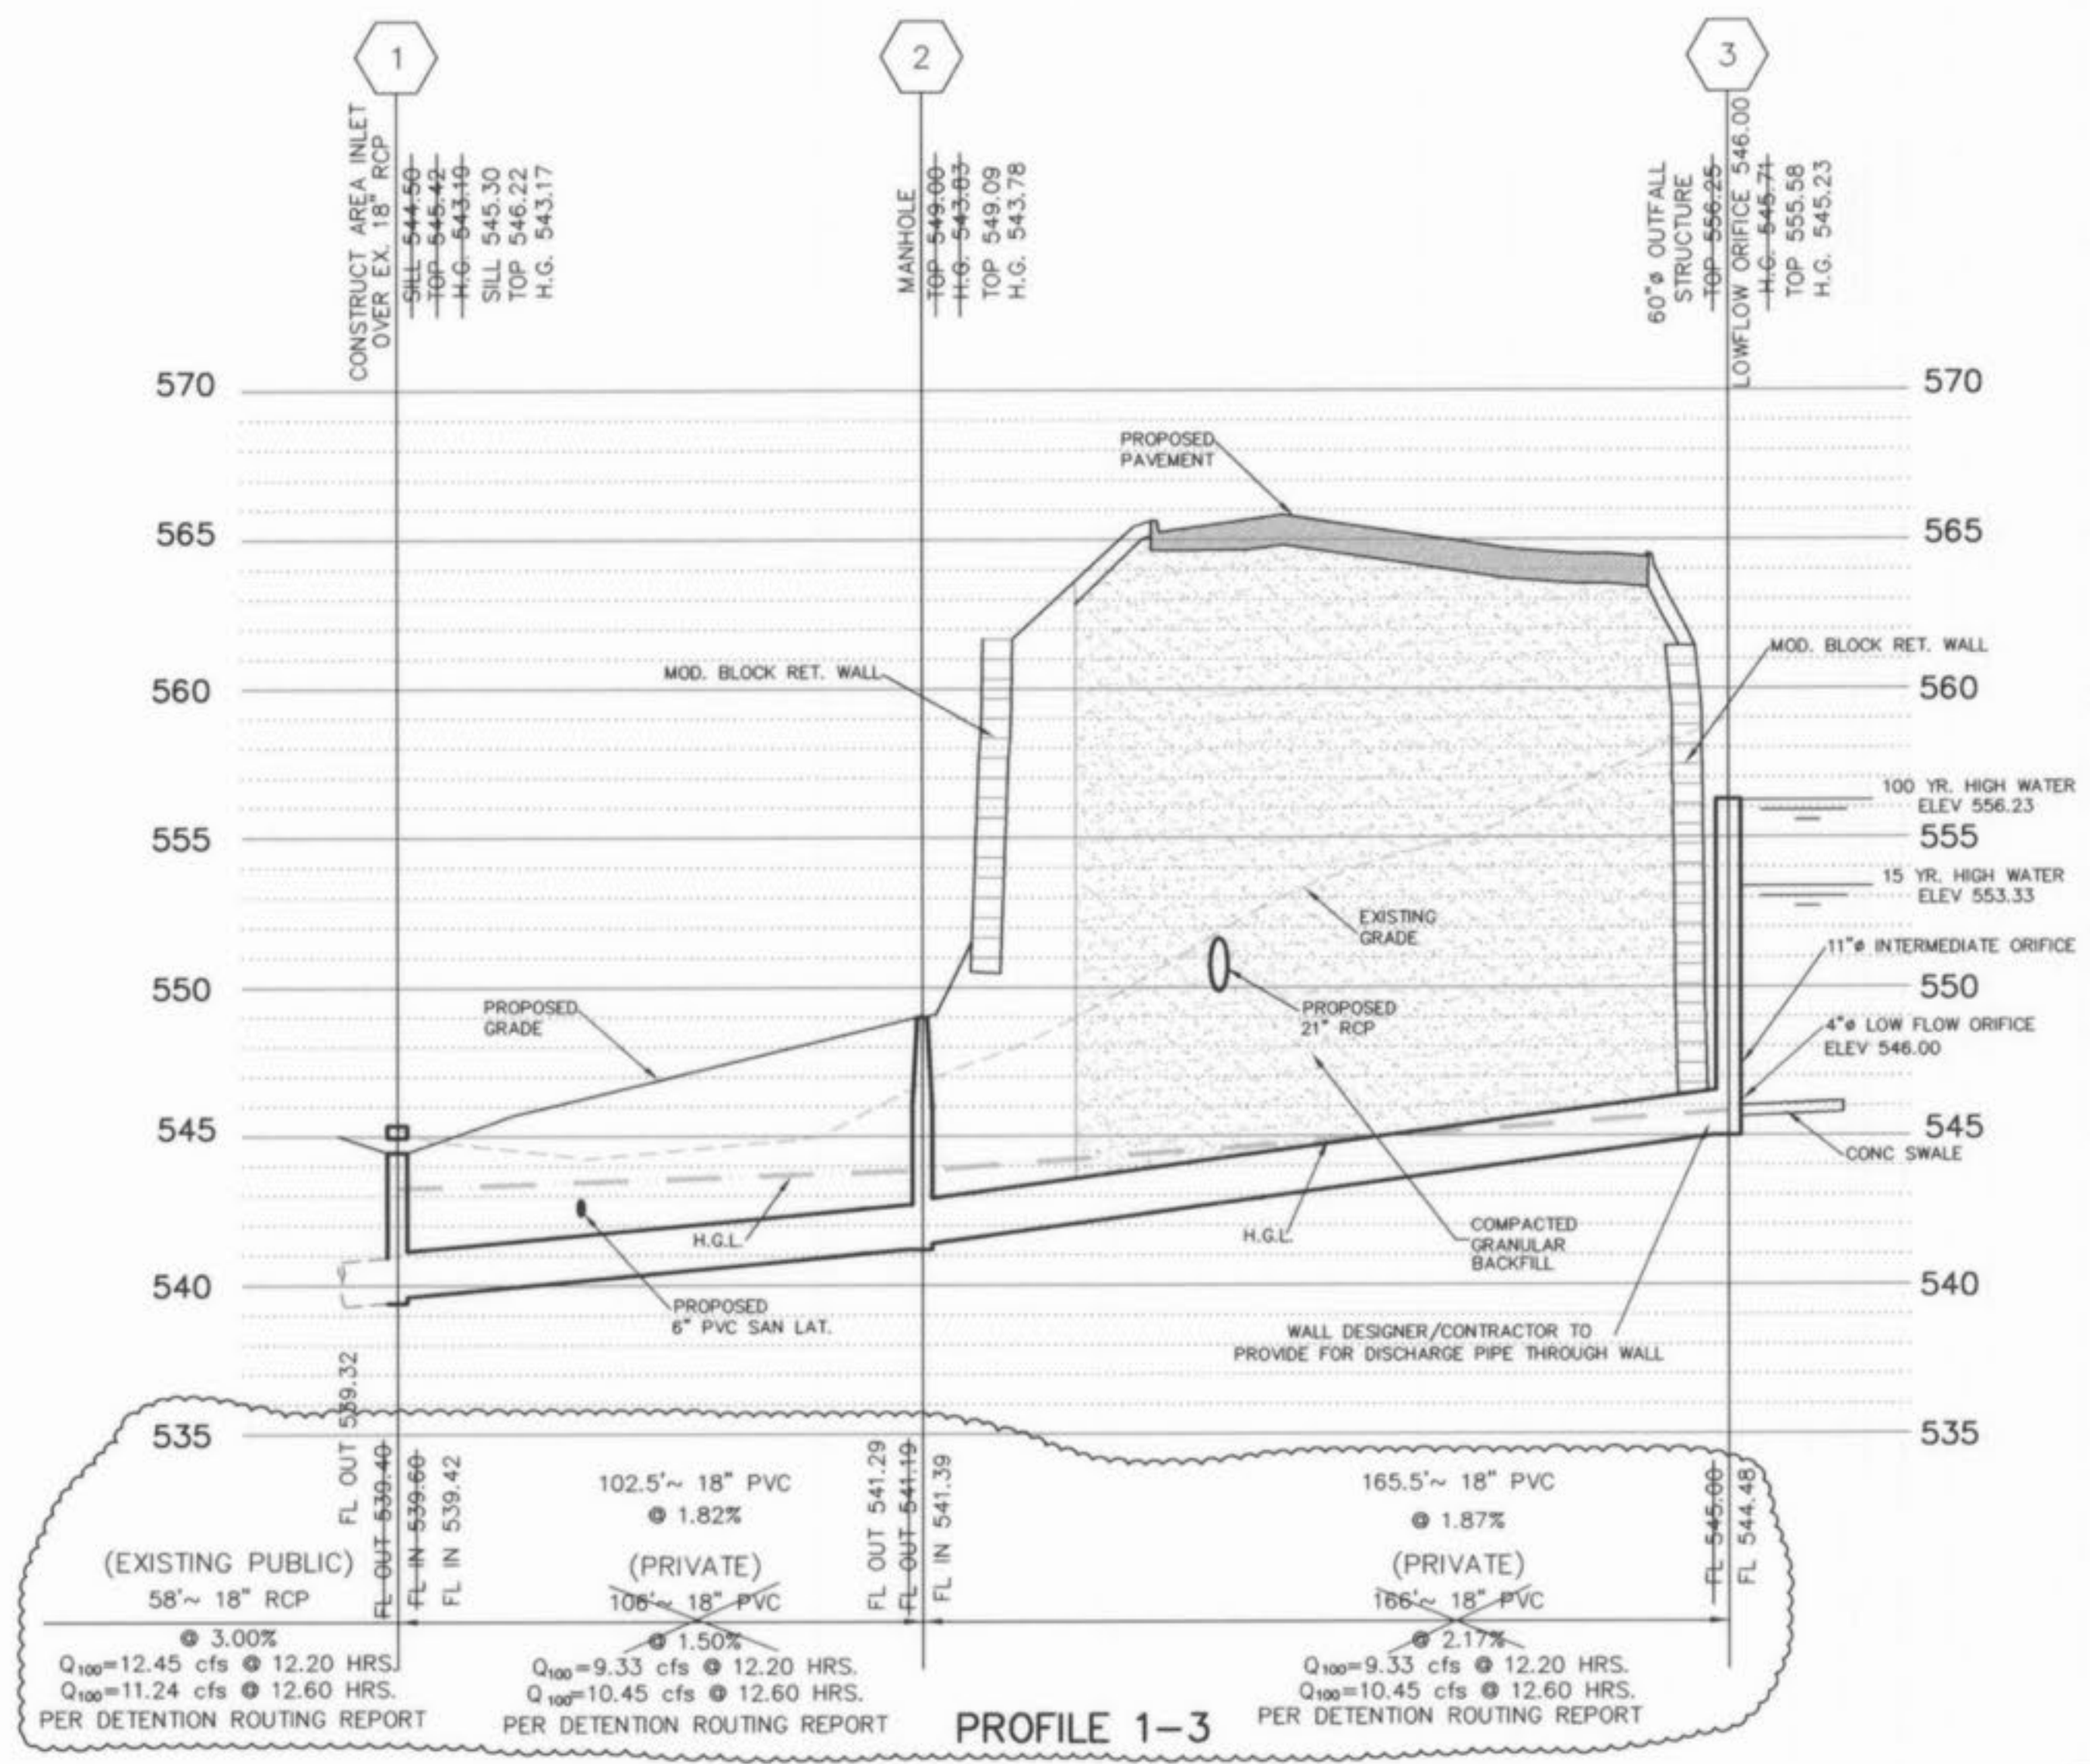 1
2
3
CONSTRUCT AREA INLET
OVER EX. 18" RCP
SILL 544.50
TOP 545.42
H.G. 543.19
SILL 545.30
TOP 546.22
H.G. 543.17
MANHOLE
TOP 549.00
H.G. 543.83
TOP 549.09
H.G. 543.78
60"ø OUTFALL
STRUCTURE
TOP 556.25
LOWFLOW ORIFICE 546.00
H.G. 545.71
TOP 555.58
H.G. 545.23
570
570
PROPOSED
PAVEMENT
565
565
MOD. BLOCK RET. WALL
MOD. BLOCK RET. WALL
560
560
100 YR. HIGH WATER
ELEV 556.23
555
555
15 YR. HIGH WATER
ELEV 553.33
EXISTING
GRADE
11"ø INTERMEDIATE ORIFICE
550
550
PROPOSED
GRADE
PROPOSED
21" RCP
4"ø LOW FLOW ORIFICE
ELEV 546.00
545
545
CONC SWALE
H.G.L.
H.G.L.
COMPACTED
GRANULAR
BACKFILL
540
540
PROPOSED
6" PVC SAN LAT.
WALL DESIGNER/CONTRACTOR TO
PROVIDE FOR DISCHARGE PIPE THROUGH WALL
535
535
FL OUT 539.32
FL OUT 539.40
FL IN 539.60
FL IN 539.42
102.5'~ 18" PVC
@ 1.82%
(PRIVATE)
106'~ 18" PVC
@ 1.50%
Q100=9.33 cfs @ 12.20 HRS.
Q100=10.45 cfs @ 12.60 HRS.
PER DETENTION ROUTING REPORT
FL OUT 541.29
FL OUT 541.19
FL IN 541.39
165.5'~ 18" PVC
@ 1.87%
(PRIVATE)
166'~ 18" PVC
@ 2.17%
Q100=9.33 cfs @ 12.20 HRS.
Q100=10.45 cfs @ 12.60 HRS.
PER DETENTION ROUTING REPORT
FL 545.00
FL 544.48
(EXISTING PUBLIC)
58'~ 18" RCP
@ 3.00%
Q100=12.45 cfs @ 12.20 HRS.
Q100=11.24 cfs @ 12.60 HRS.
PER DETENTION ROUTING REPORT
PROFILE 1-3